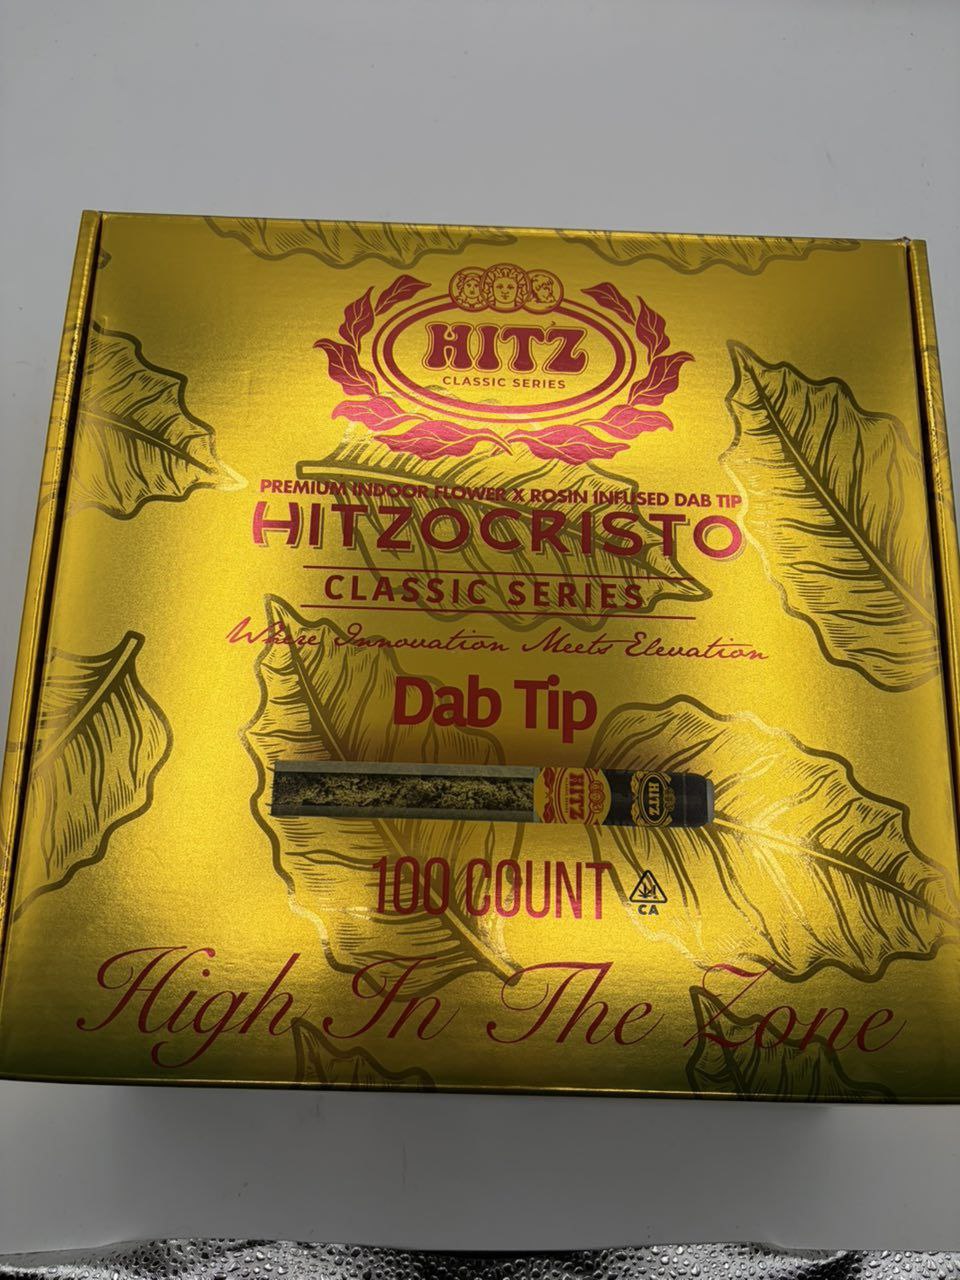 HITZ
CLASSIC SERIES
PREMIUM INDOOR FLOWER X ROSIN INFUSED DAB TIP
HITZOCRISTO
CLASSIC SERIES
Where Innovation Meets Elevation
Dab Tip
HITZ
HITZ
100 COUNT
CA
High In The Zone